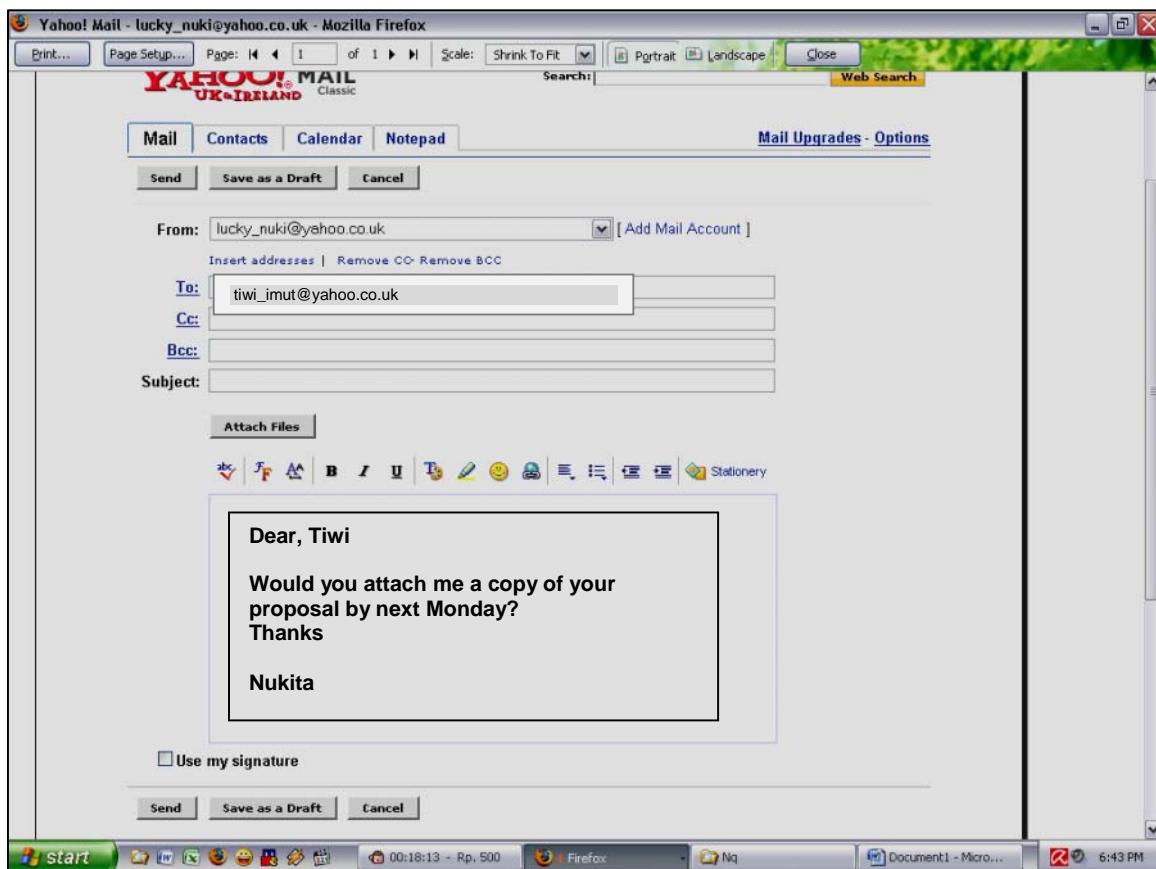 Yahoo! Mail - lucky_nuki@yahoo.co.uk - Mozilla Firefox
Print... Page Setup... Page: 1 of 1 Scale: Shrink To Fit Portrait Landscape Close
YAHOO! MAIL
UK&IRELAND Classic
Search: Web Search
Mail Contacts Calendar Notepad Mail Upgrades - Options
Send Save as a Draft Cancel
From: lucky_nuki@yahoo.co.uk [ Add Mail Account ]
Insert addresses | Remove CC- Remove BCC
To: tiwi_imut@yahoo.co.uk
Cc:
Bcc:
Subject:
Attach Files
abc B I U Stationery
Dear, Tiwi
Would you attach me a copy of your
proposal by next Monday?
Thanks
Nukita
Use my signature
Send Save as a Draft Cancel
start 00:18:13 - Rp. 500 Firefox Nq Document1 - Micro... 6:43 PM